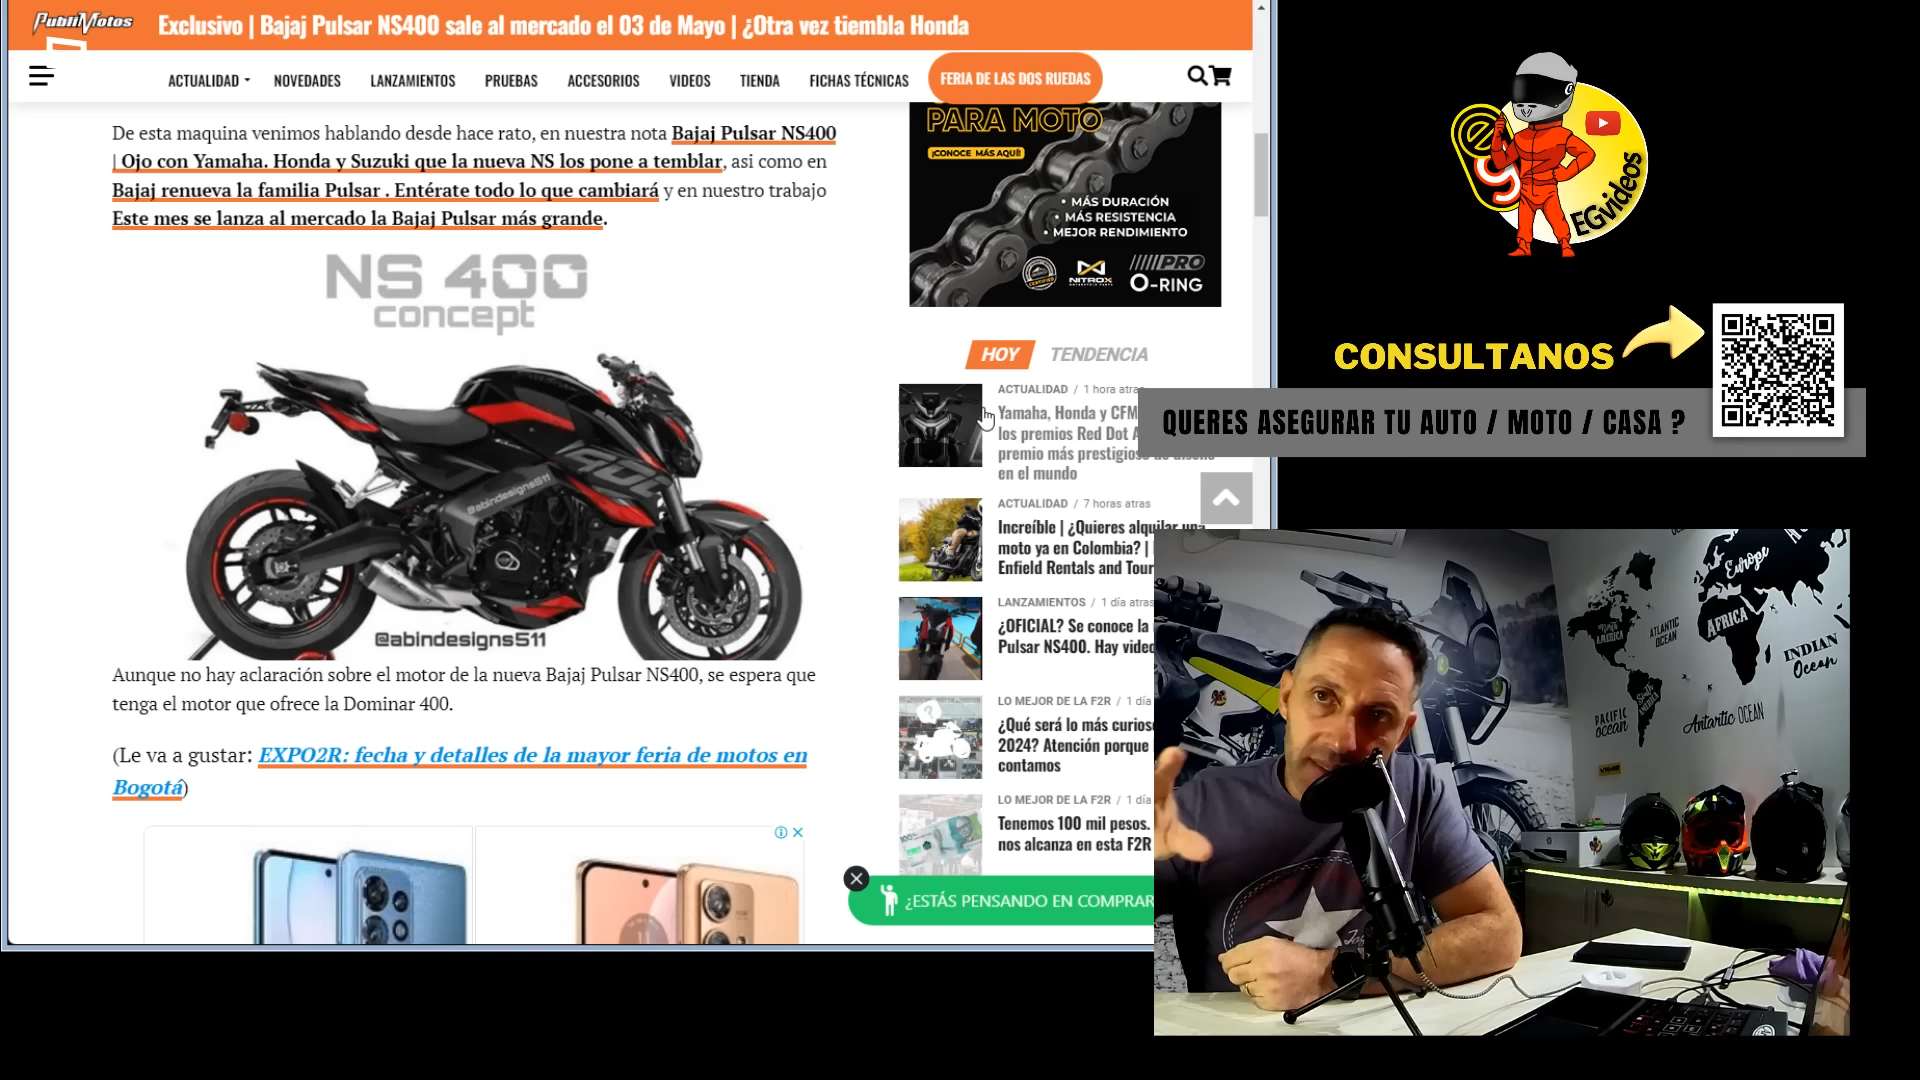 PUBLIMOTOS
Exclusivo | Bajaj Pulsar NS400 sale al mercado el 03 de Mayo | ¿Otra vez tiembla Honda
ACTUALIDAD
NOVEDADES
LANZAMIENTOS
PRUEBAS
ACCESORIOS
VIDEOS
TIENDA
FICHAS TÉCNICAS
FERIA DE LAS DOS RUEDAS
De esta maquina venimos hablando desde hace rato, en nuestra nota Bajaj Pulsar NS400
| Ojo con Yamaha. Honda y Suzuki que la nueva NS los pone a temblar, asi como en
Bajaj renueva la familia Pulsar . Entérate todo lo que cambiará y en nuestro trabajo
Este mes se lanza al mercado la Bajaj Pulsar más grande.
NS 400
concept
400
@abindesigns511
@abindesigns511
Aunque no hay aclaración sobre el motor de la nueva Bajaj Pulsar NS400, se espera que
tenga el motor que ofrece la Dominar 400.
(Le va a gustar: EXPO2R: fecha y detalles de la mayor feria de motos en
Bogotá)
PARA MOTO
¡CONOCE MÁS AQUÍ!
• MÁS DURACIÓN
• MÁS RESISTENCIA
• MEJOR RENDIMIENTO
NITROX
PRO
O-RING
HOY
TENDENCIA
ACTUALIDAD / 1 hora atras
Yamaha, Honda y CFM
los premios Red Dot A
premio más prestigioso de diseño
en el mundo
ACTUALIDAD / 7 horas atras
Increíble | ¿Quieres alquilar una
moto ya en Colombia? |
Enfield Rentals and Tour
LANZAMIENTOS / 1 día atras
¿OFICIAL? Se conoce la
Pulsar NS400. Hay video
LO MEJOR DE LA F2R / 1 día
¿Qué será lo más curioso
2024? Atención porque
contamos
LO MEJOR DE LA F2R / 1 día
Tenemos 100 mil pesos.
nos alcanza en esta F2R
¿ESTÁS PENSANDO EN COMPRAR
eg
EGvideos
CONSULTANOS
QUERES ASEGURAR TU AUTO / MOTO / CASA ?
Europe
AFRICA
ATLANTIC
OCEAN
INDIAN
Ocean
PACIFIC
ocean
SOUTH
AMERICA
Antartic OCEAN